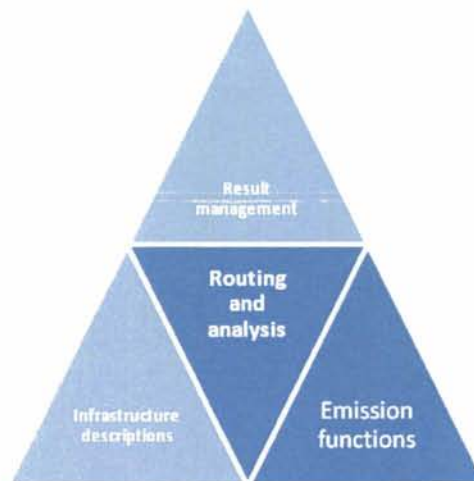 Result
management
Routing
and
analysis
Infrastructure
descriptions
Emission
functions